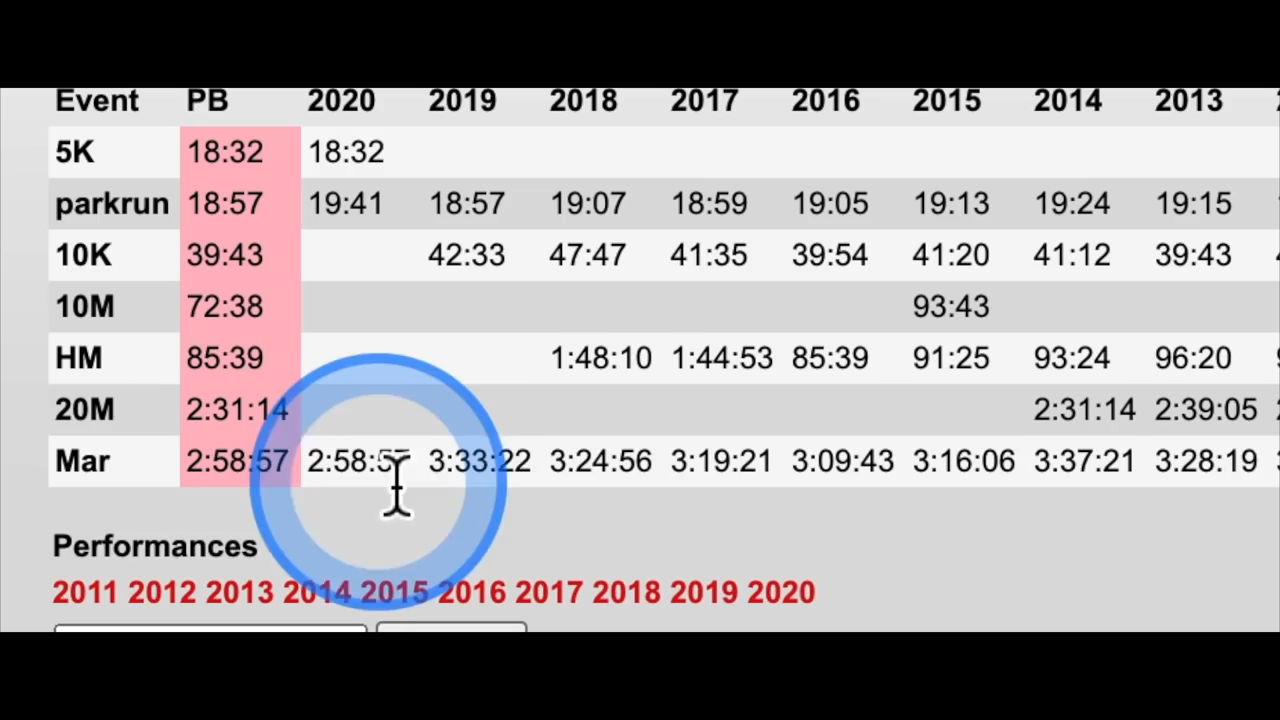 Event PB 2020 2019 2018 2017 2016 2015 2014 2013
5K 18:32 18:32
parkrun 18:57 19:41 18:57 19:07 18:59 19:05 19:13 19:24 19:15
10K 39:43 42:33 47:47 41:35 39:54 41:20 41:12 39:43
10M 72:38 93:43
HM 85:39 1:48:10 1:44:53 85:39 91:25 93:24 96:20
20M 2:31:14 2:31:14 2:39:05
Mar 2:58:57 2:58:57 3:33:22 3:24:56 3:19:21 3:09:43 3:16:06 3:37:21 3:28:19
Performances
2011 2012 2013 2014 2015 2016 2017 2018 2019 2020